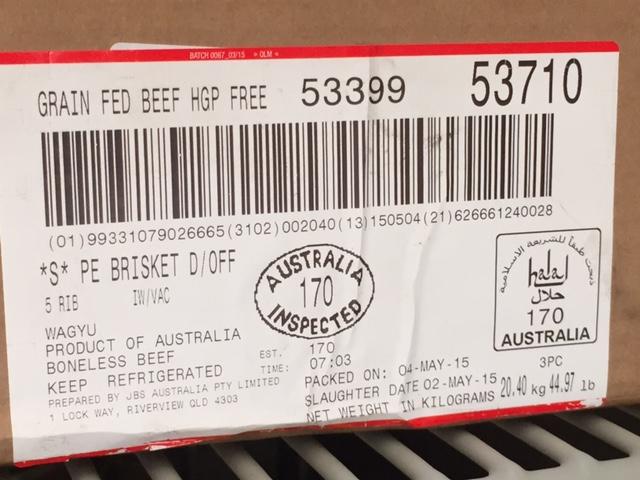 BATCH 0067_03/15 > OLM <
GRAIN FED BEEF HGP FREE 53399 53710
(01)99331079026665(3102)002040(13)150504(21)626661240028
*S* PE BRISKET D/OFF
5 RIB IW/VAC
AUSTRALIA
170
INSPECTED
ذبحت طبقا للشريعة الاسلامية
halal
حلال
170
AUSTRALIA
WAGYU
PRODUCT OF AUSTRALIA
BONELESS BEEF EST. 170
KEEP REFRIGERATED TIME: 07:03
PREPARED BY JBS AUSTRALIA PTY LIMITED
1 LOCK WAY, RIVERVIEW QLD 4303
3PC
PACKED ON: 04-MAY-15
SLAUGHTER DATE 02-MAY-15
NET WEIGHT IN KILOGRAMS 20.40 kg 44.97 lb